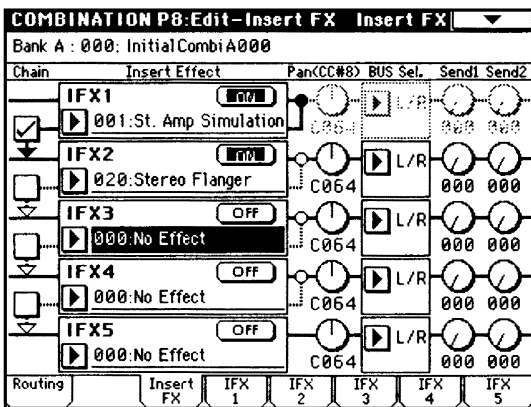 COMBINATION P8:Edit-Insert FX Insert FX
Bank A : 000: InitialCombiA000
Chain Insert Effect Pan(CC#8) BUS Sel. Send1 Send2
IFX1 ON
001:St. Amp Simulation C064 L/R 000 000
IFX2 ON
020:Stereo Flanger C064 L/R 000 000
IFX3 OFF
000:No Effect C064 L/R 000 000
IFX4 OFF
000:No Effect C064 L/R 000 000
IFX5 OFF
000:No Effect C064 L/R 000 000
Routing Insert FX IFX 1 IFX 2 IFX 3 IFX 4 IFX 5